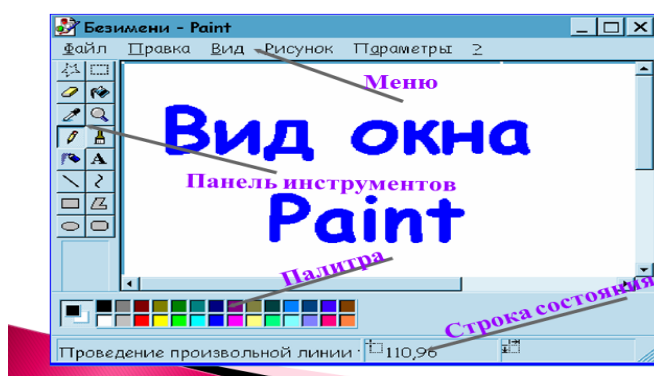 Безимени - Paint
Файл Правка Вид Рисунок Параметры ?
Меню
Вид окна
A
Панель инструментов
Paint
Палитра
Строка состояния
Проведение произвольной линии 110,96